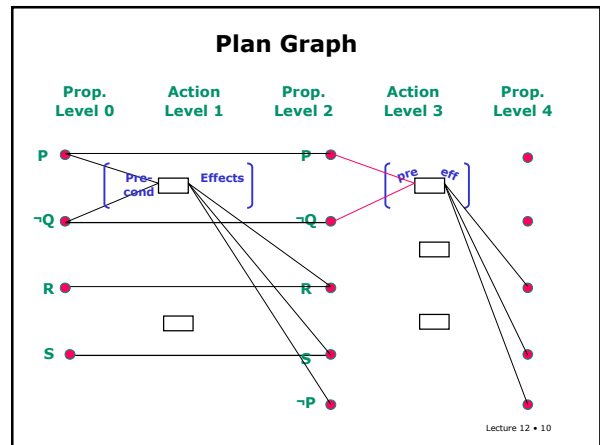 Plan Graph
Prop.
Level 0
Action
Level 1
Prop.
Level 2
Action
Level 3
Prop.
Level 4
P
Pre-
cond
Effects
P
pre
eff
¬Q
¬Q
R
R
S
S
¬P
Lecture 12 • 10